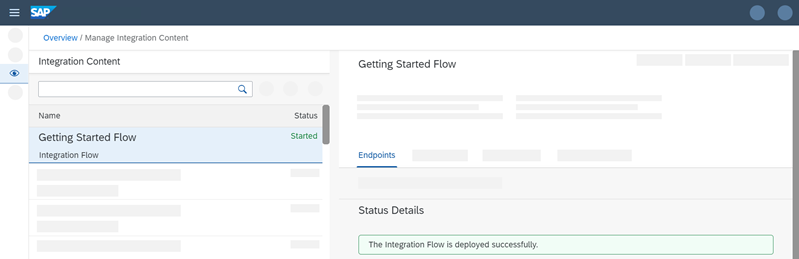 SAP
Overview / Manage Integration Content
Integration Content
Name Status
Getting Started Flow Started
Integration Flow
Getting Started Flow
Endpoints
Status Details
The Integration Flow is deployed successfully.